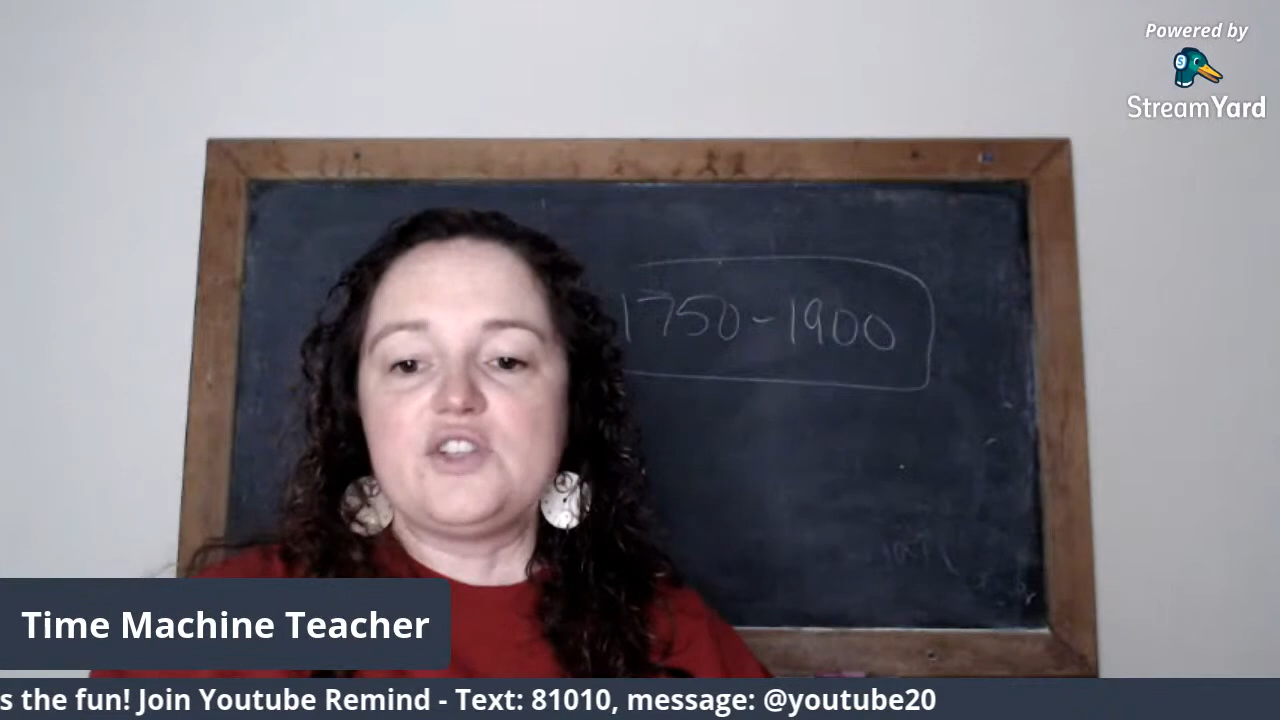 Powered by
StreamYard
1750-1900
Time Machine Teacher
s the fun! Join Youtube Remind - Text: 81010, message: @youtube20